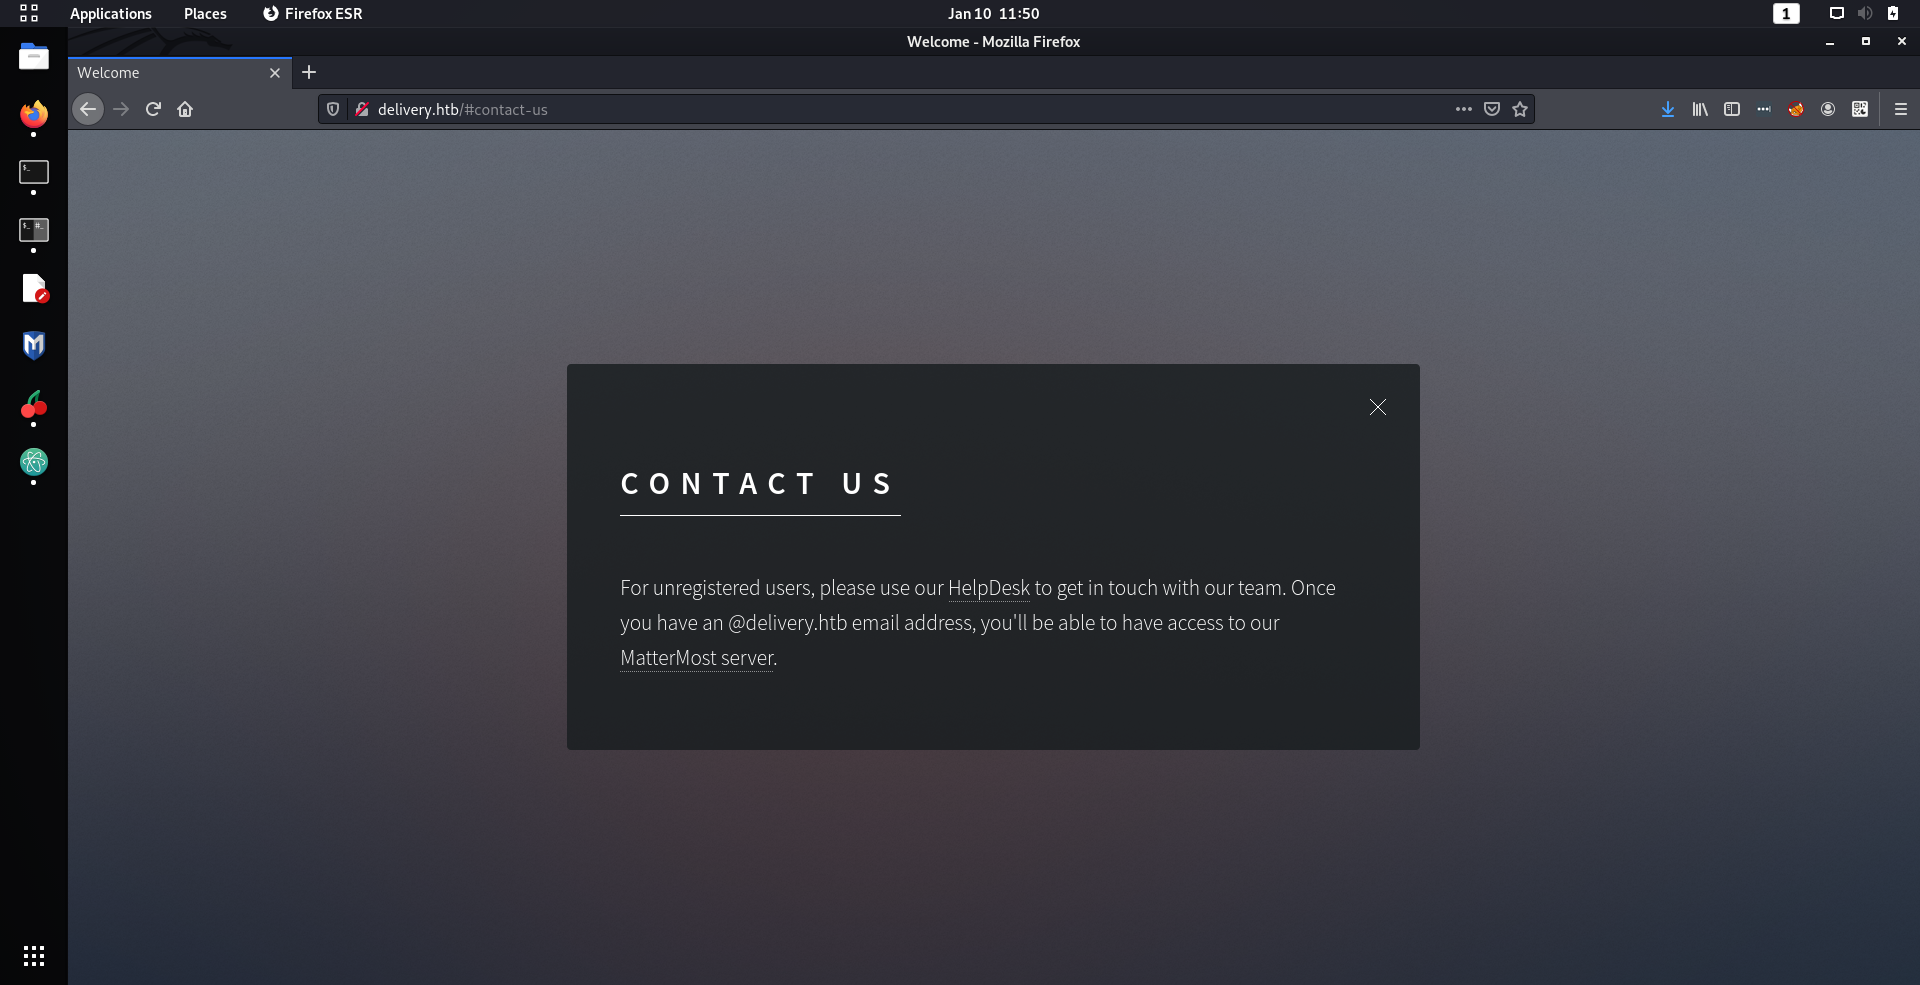 Applications Places Firefox ESR Jan 10 11:50 1
Welcome - Mozilla Firefox
Welcome
delivery.htb/#contact-us
CONTACT US
For unregistered users, please use our HelpDesk to get in touch with our team. Once
you have an @delivery.htb email address, you'll be able to have access to our
MatterMost server.